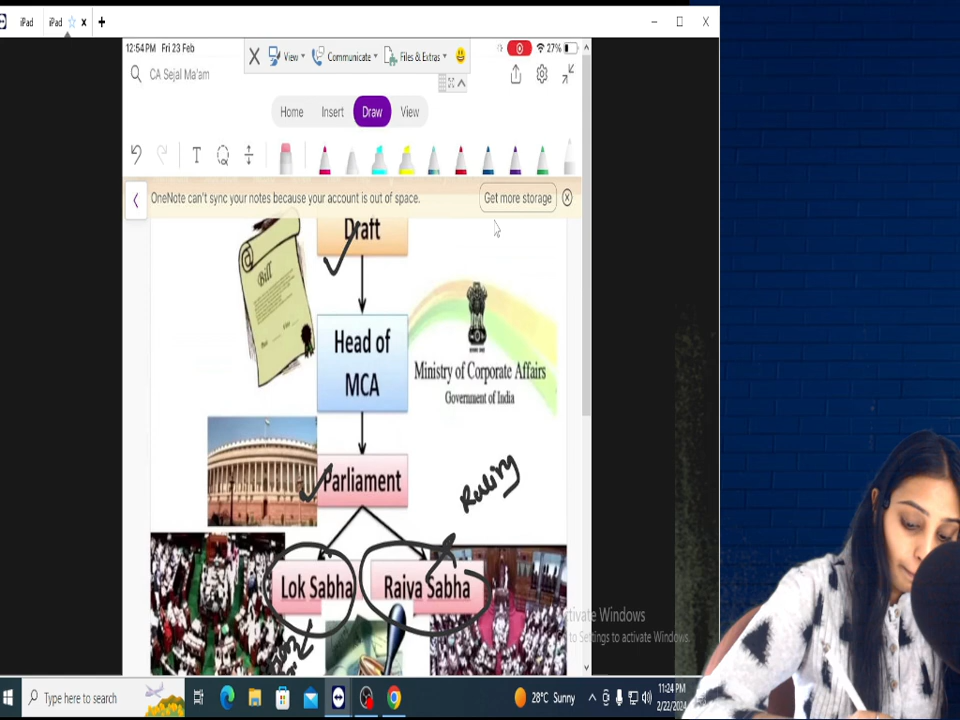 iPad
iPad
12:54 PM Fri 23 Feb
View
Communicate
Files & Extras
27%
CA Sejal Ma'am
Home
Insert
Draw
View
T
OneNote can't sync your notes because your account is out of space.
Get more storage
Draft
Bill
Head of
MCA
Ministry of Corporate Affairs
Government of India
Parliament
Ruling
Lok Sabha
Rajya Sabha
Activate Windows
to Settings to activate Windows.
Type here to search
28°C Sunny
11:24 PM
2/22/2024